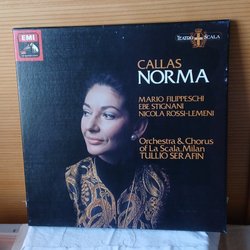 EMI
TEATRO SCALA
CALLAS
NORMA
MARIO FILIPPESCHI
EBE STIGNANI
NICOLA ROSSI-LEMENI
Orchestra & Chorus
of La Scala, Milan
TULLIO SERAFIN